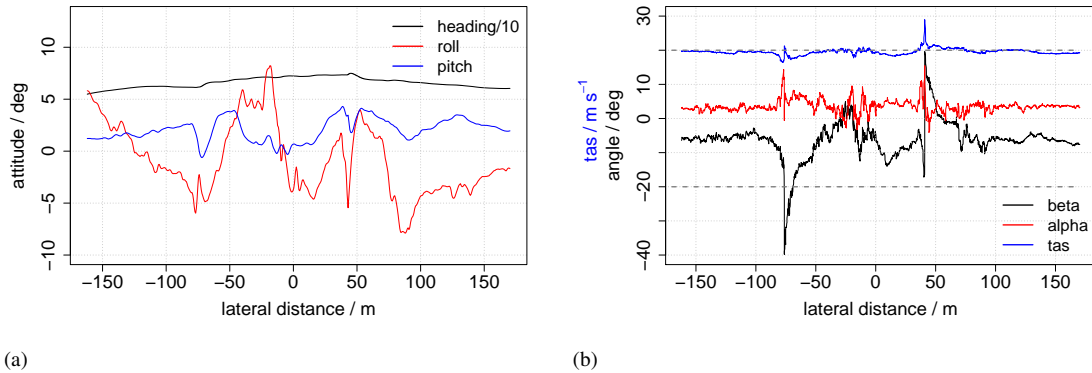 heading/10
roll
pitch
attitude / deg
10
5
0
−5
−10
−150
−100
−50
0
50
100
150
lateral distance / m
(a)
tas / m s−1
angle / deg
30
10
−20
−40
beta
alpha
tas
−150
−100
−50
0
50
100
150
lateral distance / m
(b)